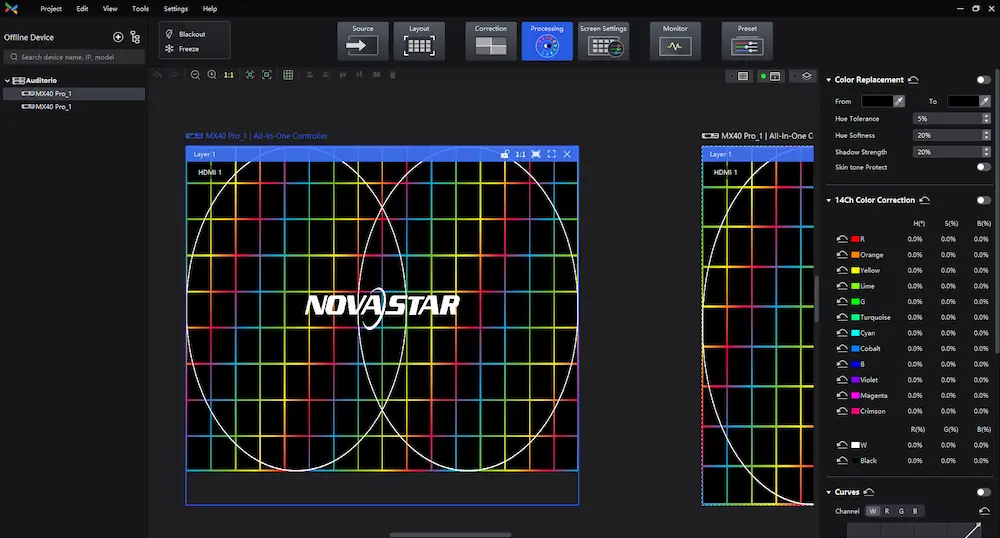 Project Edit View Tools Settings Help
Offline Device
Search device name, IP, model
Auditorio
MX40 Pro_1
MX40 Pro_1
Blackout
Freeze
Source
Layout
Correction
Processing
Screen Settings
Monitor
Preset
1:1
MX40 Pro_1 | All-In-One Controller
Layer 1
1:1
HDMI 1
NOVASTAR
MX40 Pro_1 | All-In-One C
Layer 1
HDMI 1
Color Replacement
From To
Hue Tolerance 5%
Hue Softness 20%
Shadow Strength 20%
Skin tone Protect
14Ch Color Correction
H(°) S(%) B(%)
R 0.0% 0.0% 0.0%
Orange 0.0% 0.0% 0.0%
Yellow 0.0% 0.0% 0.0%
Lime 0.0% 0.0% 0.0%
G 0.0% 0.0% 0.0%
Turquoise 0.0% 0.0% 0.0%
Cyan 0.0% 0.0% 0.0%
Cobalt 0.0% 0.0% 0.0%
B 0.0% 0.0% 0.0%
Violet 0.0% 0.0% 0.0%
Magenta 0.0% 0.0% 0.0%
Crimson 0.0% 0.0% 0.0%
R(%) G(%) B(%)
W 0.0% 0.0% 0.0%
Black 0.0% 0.0% 0.0%
Curves
Channel W R G B